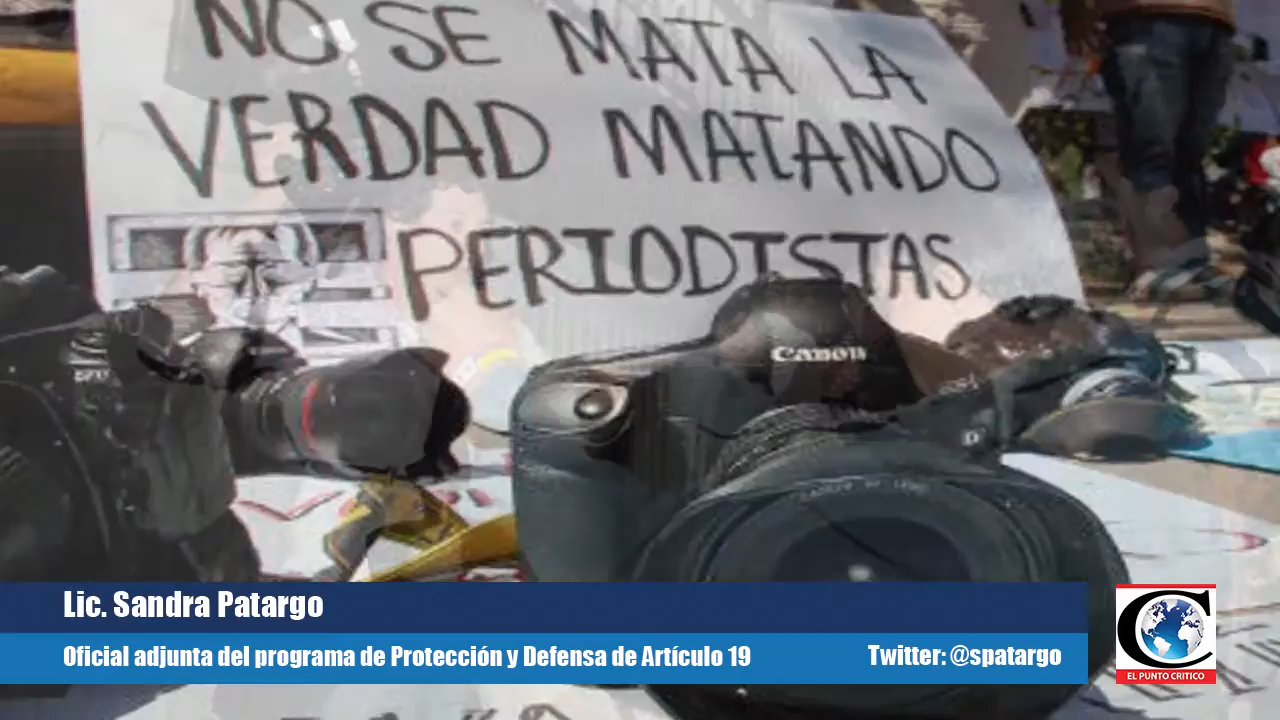 NO SE MATA LA
VERDAD MATANDO
PERIODISTAS
Canon
D
Lic. Sandra Patargo
Oficial adjunta del programa de Protección y Defensa de Artículo 19
Twitter: @spatargo
C
EL PUNTO CRITICO